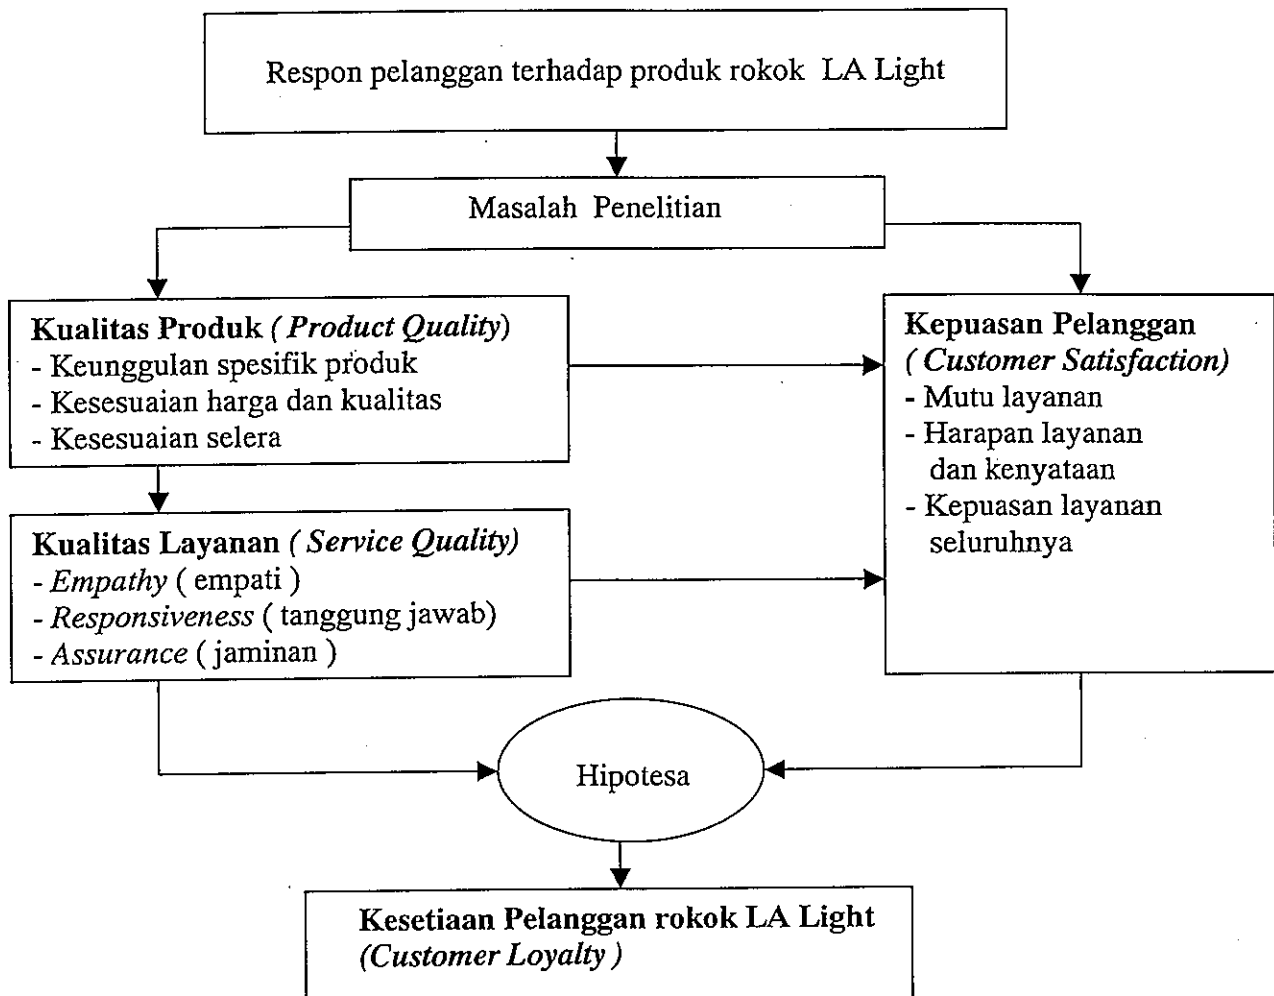 Respon pelanggan terhadap produk rokok LA Light
Masalah Penelitian
Kualitas Produk ( Product Quality)
- Keunggulan spesifik produk
- Kesesuaian harga dan kualitas
- Kesesuaian selera
Kualitas Layanan ( Service Quality)
- Empathy ( empati )
- Responsiveness ( tanggung jawab)
- Assurance ( jaminan )
Kepuasan Pelanggan
( Customer Satisfaction)
- Mutu layanan
- Harapan layanan
dan kenyataan
- Kepuasan layanan
seluruhnya
Hipotesa
Kesetiaan Pelanggan rokok LA Light
(Customer Loyalty )